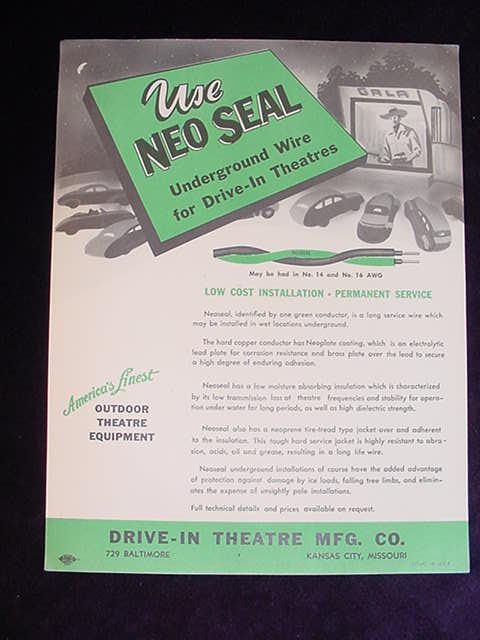 GALA
Use
NEO SEAL
Underground Wire
for Drive-In Theatres
May be had in No. 14 and No. 16 AWG
LOW COST INSTALLATION • PERMANENT SERVICE
Neoseal, identified by one green conductor, is a long service wire which
may be installed in wet locations underground.
The hard copper conductor has Neoplate coating, which is an electrolytic
lead plate for corrosion resistance and brass plate over the lead to secure
a high degree of enduring adhesion.
America's finest
OUTDOOR
THEATRE
EQUIPMENT
Neoseal has a low moisture absorbing insulation which is characterized
by its low transmission loss at theatre frequencies and stability for opera-
tion under water for long periods, as well as high dielectric strength.
Neoseal also has a neoprene tire-tread type jacket over and adherent
to the insulation. This tough hard service jacket is highly resistant to abra-
sion, acids, oil and grease, resulting in a long life wire.
Neoseal underground installations of course have the added advantage
of protection against damage by ice loads, falling tree limbs, and elimin-
ates the expense of unsightly pole installations.
Full technical details and prices available on request.
DRIVE-IN THEATRE MFG. CO.
729 BALTIMORE
KANSAS CITY, MISSOURI